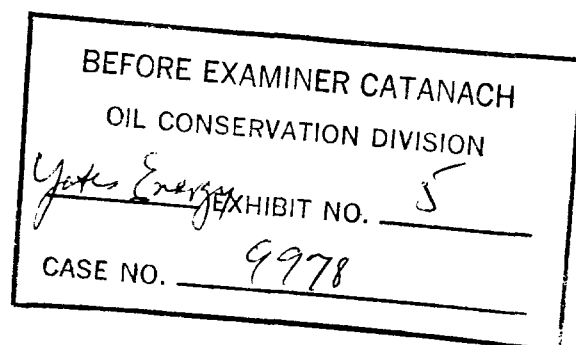 BEFORE EXAMINER CATANACH
OIL CONSERVATION DIVISION
Yates Energy EXHIBIT NO. 5
CASE NO. 9978